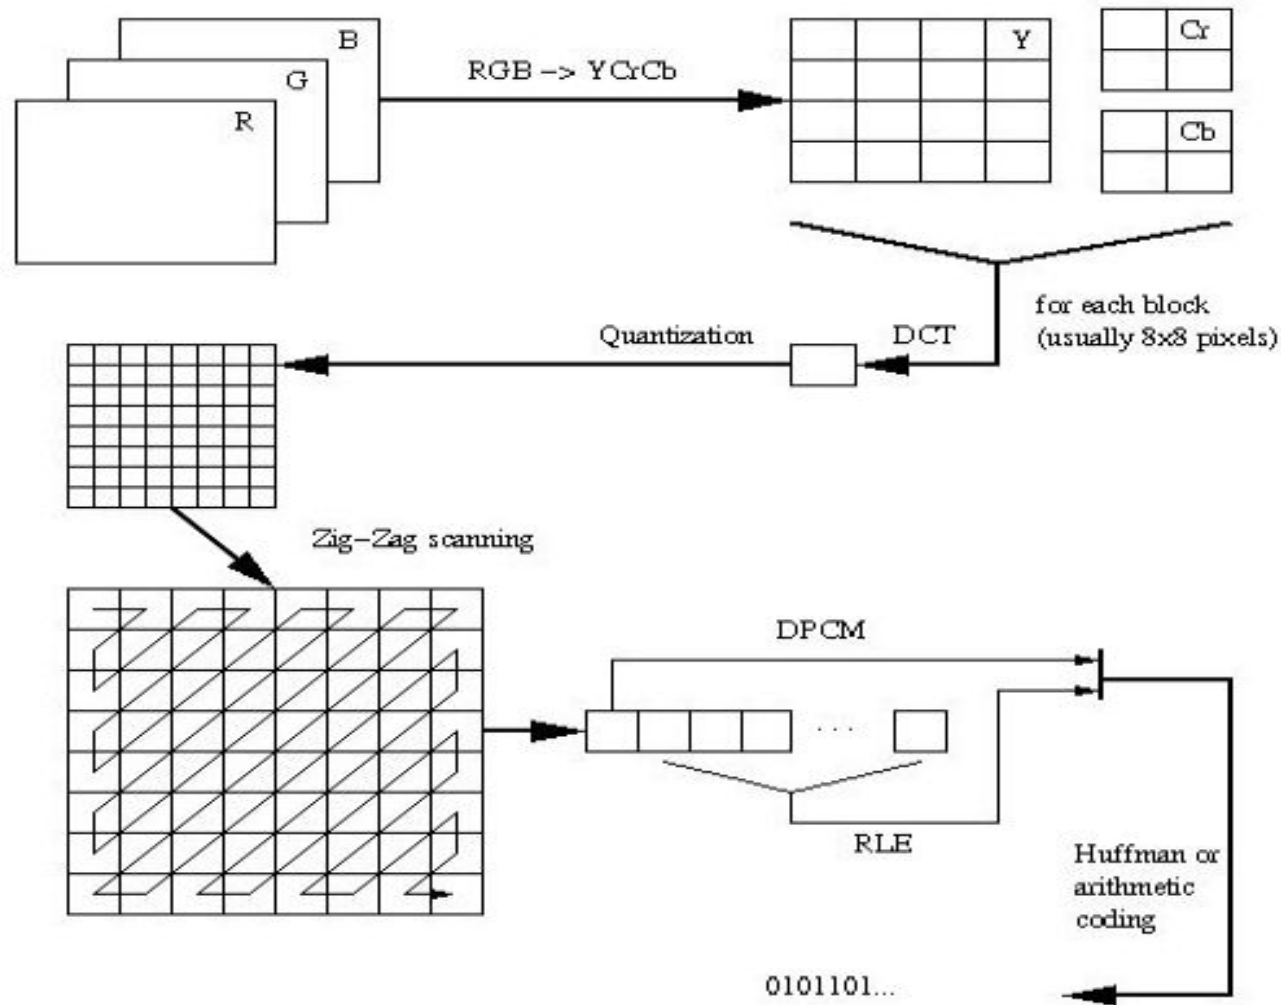 B
G
R
RGB -> YCrCb
Y
Cr
Cb
for each block
(usually 8x8 pixels)
Quantization
DCT
Zig-Zag scanning
DPCM
. . .
RLE
Huffman or
arithmetic
coding
0101101...